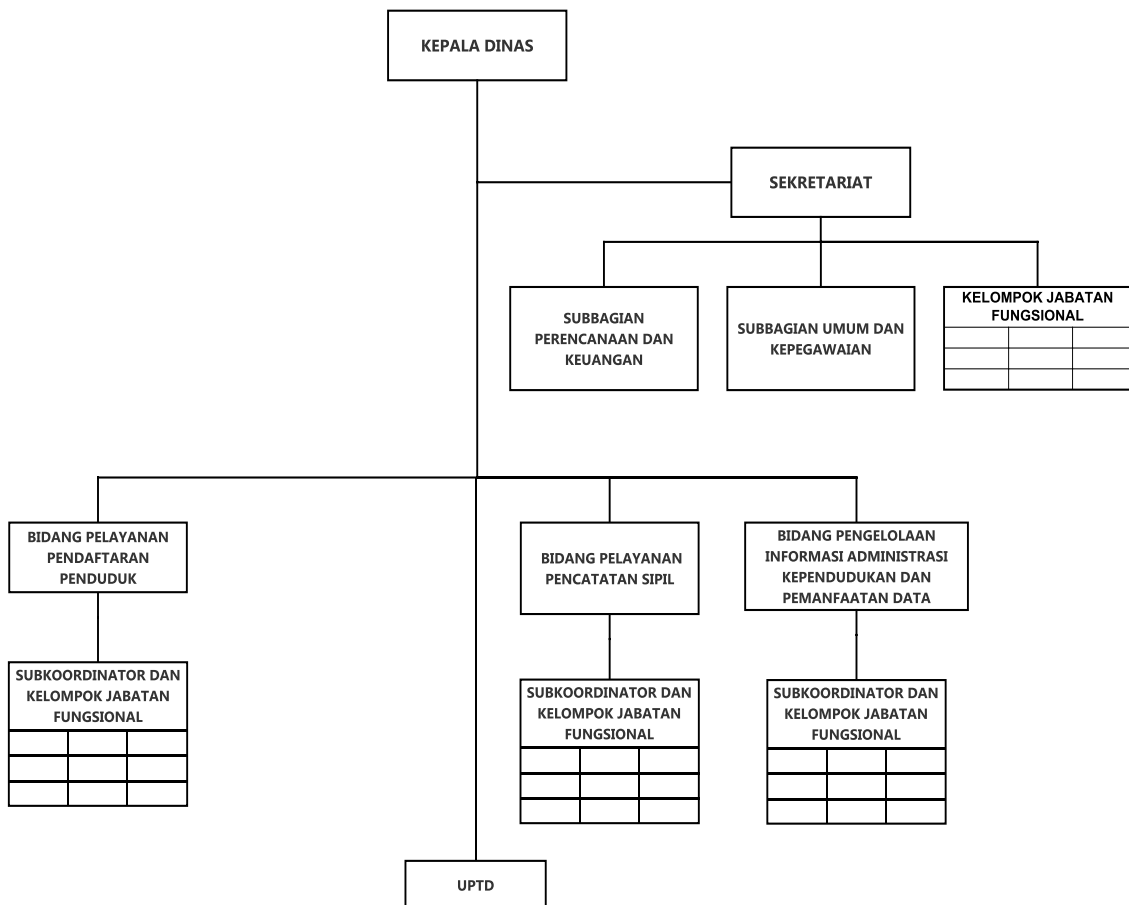 KEPALA DINAS
SEKRETARIAT
SUBBAGIAN
PERENCANAAN DAN
KEUANGAN
SUBBAGIAN UMUM DAN
KEPEGAWAIAN
KELOMPOK JABATAN
FUNGSIONAL
BIDANG PELAYANAN
PENDAFTARAN
PENDUDUK
BIDANG PELAYANAN
PENCATATAN SIPIL
BIDANG PENGELOLAAN
INFORMASI ADMINISTRASI
KEPENDUDUKAN DAN
PEMANFAATAN DATA
SUBKOORDINATOR DAN
KELOMPOK JABATAN
FUNGSIONAL
SUBKOORDINATOR DAN
KELOMPOK JABATAN
FUNGSIONAL
SUBKOORDINATOR DAN
KELOMPOK JABATAN
FUNGSIONAL
UPTD